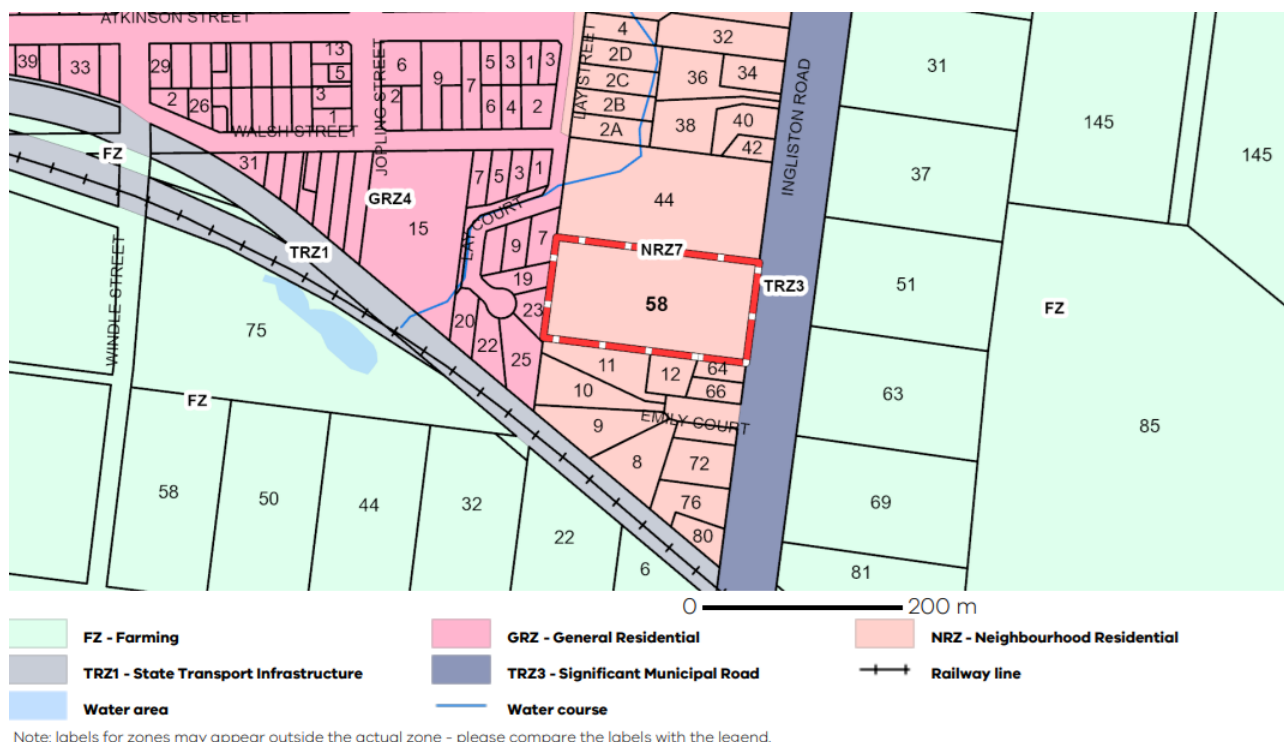 ATKINSON STREET
4
32
39
33
29
13
5
6
9
7
5
3
1
3
2D
36
34
31
2
26
3
1
JOPLING STREET
2
6
4
2
2C
2B
2A
LAY STREET
38
40
42
INGLISTON ROAD
145
145
WALSH STREET
FZ
31
GRZ4
15
7
5
3
1
44
37
TRZ1
LAY COURT
9
7
NRZ7
TRZ3
WINDLE STREET
19
23
58
51
FZ
75
20
22
25
11
12
64
66
63
85
FZ
10
EMILY COURT
9
58
50
44
32
8
72
76
69
22
80
6
81
0
200 m
FZ - Farming
GRZ - General Residential
NRZ - Neighbourhood Residential
TRZ1 - State Transport Infrastructure
TRZ3 - Significant Municipal Road
Railway line
Water area
Water course
Note: labels for zones may appear outside the actual zone - please compare the labels with the legend.